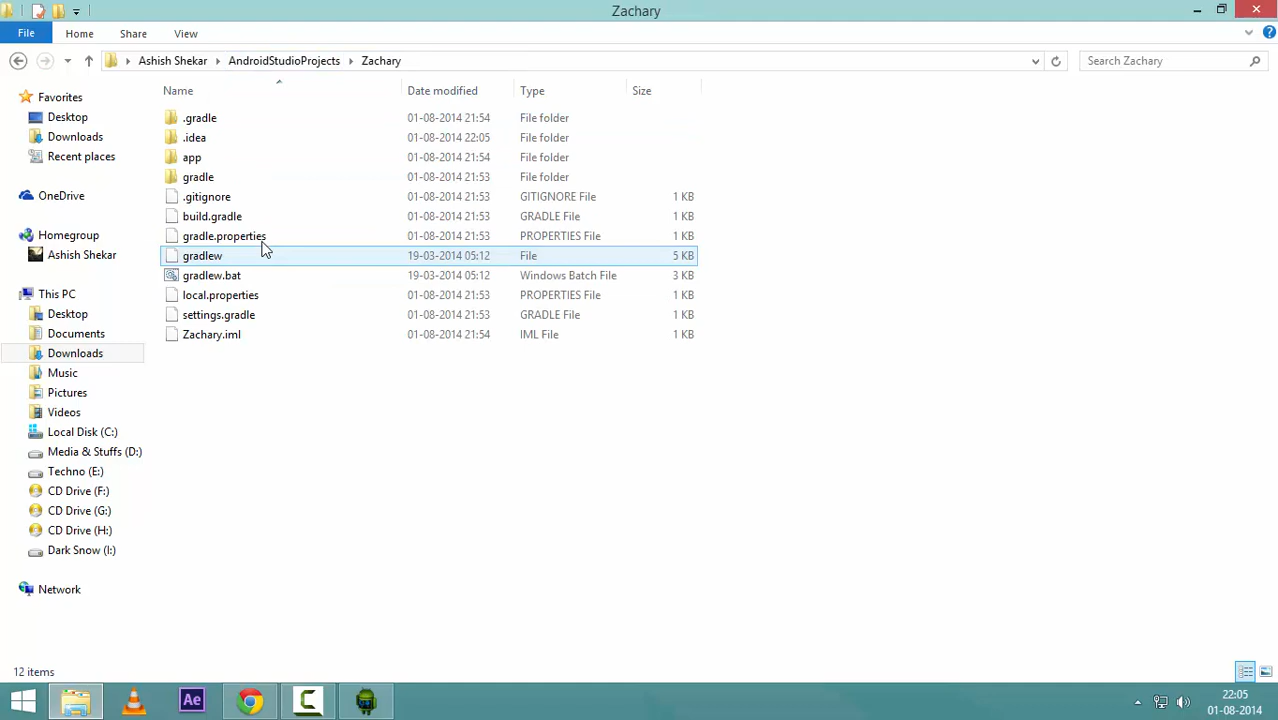 Zachary
File Home Share View
Ashish Shekar AndroidStudioProjects Zachary Search Zachary
Name Date modified Type Size
Favorites
Desktop
Downloads
Recent places
OneDrive
Homegroup
Ashish Shekar
This PC
Desktop
Documents
Downloads
Music
Pictures
Videos
Local Disk (C:)
Media & Stuffs (D:)
Techno (E:)
CD Drive (F:)
CD Drive (G:)
CD Drive (H:)
Dark Snow (I:)
Network
.gradle 01-08-2014 21:54 File folder
.idea 01-08-2014 22:05 File folder
app 01-08-2014 21:54 File folder
gradle 01-08-2014 21:53 File folder
.gitignore 01-08-2014 21:53 GITIGNORE File 1 KB
build.gradle 01-08-2014 21:53 GRADLE File 1 KB
gradle.properties 01-08-2014 21:53 PROPERTIES File 1 KB
gradlew 19-03-2014 05:12 File 5 KB
gradlew.bat 19-03-2014 05:12 Windows Batch File 3 KB
local.properties 01-08-2014 21:53 PROPERTIES File 1 KB
settings.gradle 01-08-2014 21:53 GRADLE File 1 KB
Zachary.iml 01-08-2014 21:54 IML File 1 KB
12 items
Ae
22:05
01-08-2014